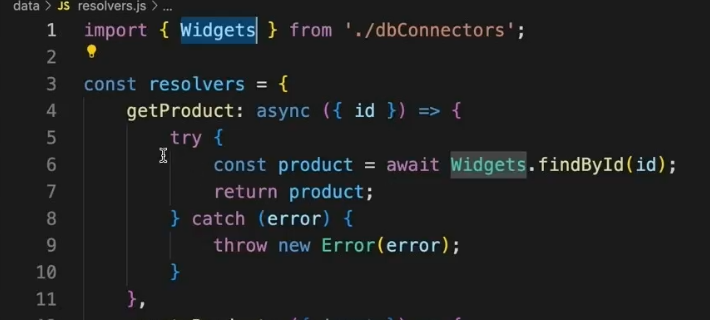 data > JS resolvers.js > ...
1 import { Widgets } from './dbConnectors';
2
3 const resolvers = {
4 getProduct: async ({ id }) => {
5 try {
6 const product = await Widgets.findById(id);
7 return product;
8 } catch (error) {
9 throw new Error(error);
10 }
11 },